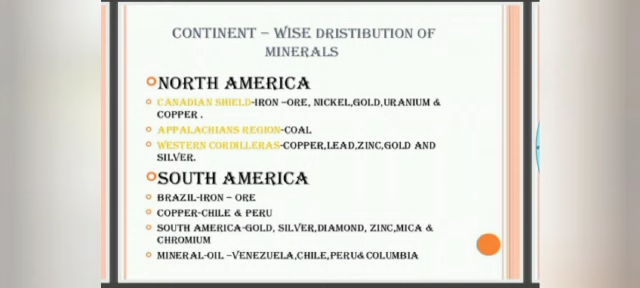 CONTINENT – WISE DRISTIBUTION OF
MINERALS
NORTH AMERICA
CANADIAN SHIELD-IRON –ORE, NICKEL,GOLD,URANIUM &
COPPER .
APPALACHIANS REGION-COAL
WESTERN CORDILLERAS-COPPER,LEAD,ZINC,GOLD AND
SILVER.
SOUTH AMERICA
BRAZIL-IRON – ORE
COPPER-CHILE & PERU
SOUTH AMERICA-GOLD, SILVER,DIAMOND, ZINC,MICA &
CHROMIUM
MINERAL-OIL –VENEZUELA,CHILE,PERU& COLUMBIA